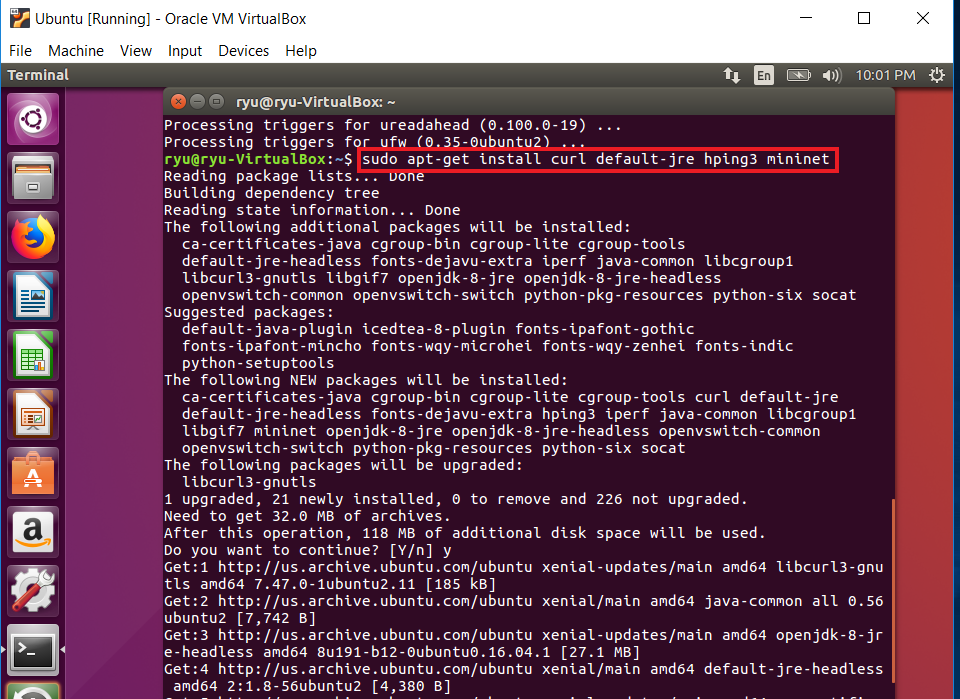 Ubuntu [Running] - Oracle VM VirtualBox
File Machine View Input Devices Help
Terminal En 10:01 PM
ryu@ryu-VirtualBox: ~
Processing triggers for ureadahead (0.100.0-19) ...
Processing triggers for ufw (0.35-0ubuntu2) ...
ryu@ryu-VirtualBox:~$ sudo apt-get install curl default-jre hping3 mininet
Reading package lists... Done
Building dependency tree
Reading state information... Done
The following additional packages will be installed:
  ca-certificates-java cgroup-bin cgroup-lite cgroup-tools
  default-jre-headless fonts-dejavu-extra iperf java-common libcgroup1
  libcurl3-gnutls libgif7 openjdk-8-jre openjdk-8-jre-headless
  openvswitch-common openvswitch-switch python-pkg-resources python-six socat
Suggested packages:
  default-java-plugin icedtea-8-plugin fonts-ipafont-gothic
  fonts-ipafont-mincho fonts-wqy-microhei fonts-wqy-zenhei fonts-indic
  python-setuptools
The following NEW packages will be installed:
  ca-certificates-java cgroup-bin cgroup-lite cgroup-tools curl default-jre
  default-jre-headless fonts-dejavu-extra hping3 iperf java-common libcgroup1
  libgif7 mininet openjdk-8-jre openjdk-8-jre-headless openvswitch-common
  openvswitch-switch python-pkg-resources python-six socat
The following packages will be upgraded:
  libcurl3-gnutls
1 upgraded, 21 newly installed, 0 to remove and 226 not upgraded.
Need to get 32.0 MB of archives.
After this operation, 118 MB of additional disk space will be used.
Do you want to continue? [Y/n] y
Get:1 http://us.archive.ubuntu.com/ubuntu xenial-updates/main amd64 libcurl3-gnu
tls amd64 7.47.0-1ubuntu2.11 [185 kB]
Get:2 http://us.archive.ubuntu.com/ubuntu xenial/main amd64 java-common all 0.56
ubuntu2 [7,742 B]
Get:3 http://us.archive.ubuntu.com/ubuntu xenial-updates/main amd64 openjdk-8-jr
e-headless amd64 8u191-b12-0ubuntu0.16.04.1 [27.1 MB]
Get:4 http://us.archive.ubuntu.com/ubuntu xenial/main amd64 default-jre-headless
 amd64 2:1.8-56ubuntu2 [4,380 B]